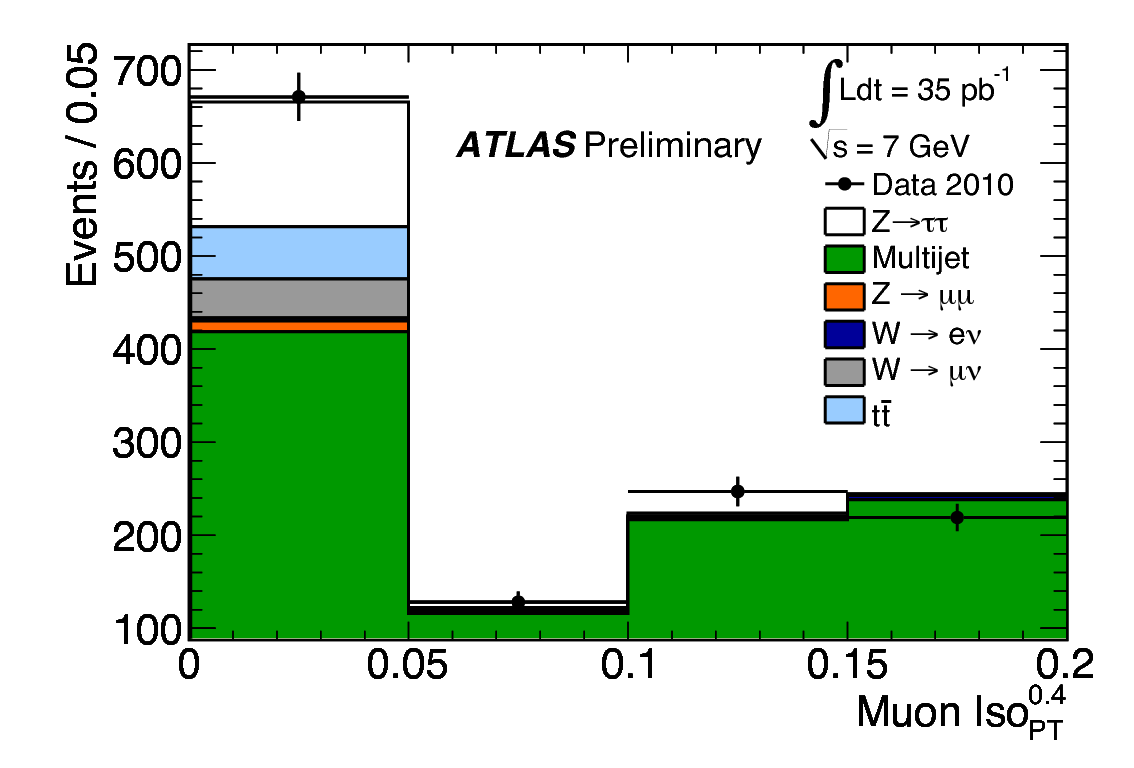 Events / 0.05
700
600
500
400
300
200
100
0 0.05 0.1 0.15 0.2
Muon Iso^{0.4}_{PT}
ATLAS Preliminary
∫Ldt = 35 pb⁻¹
√s = 7 GeV
Data 2010
Z→ττ
Multijet
Z → μμ
W → eν
W → μν
tt̄